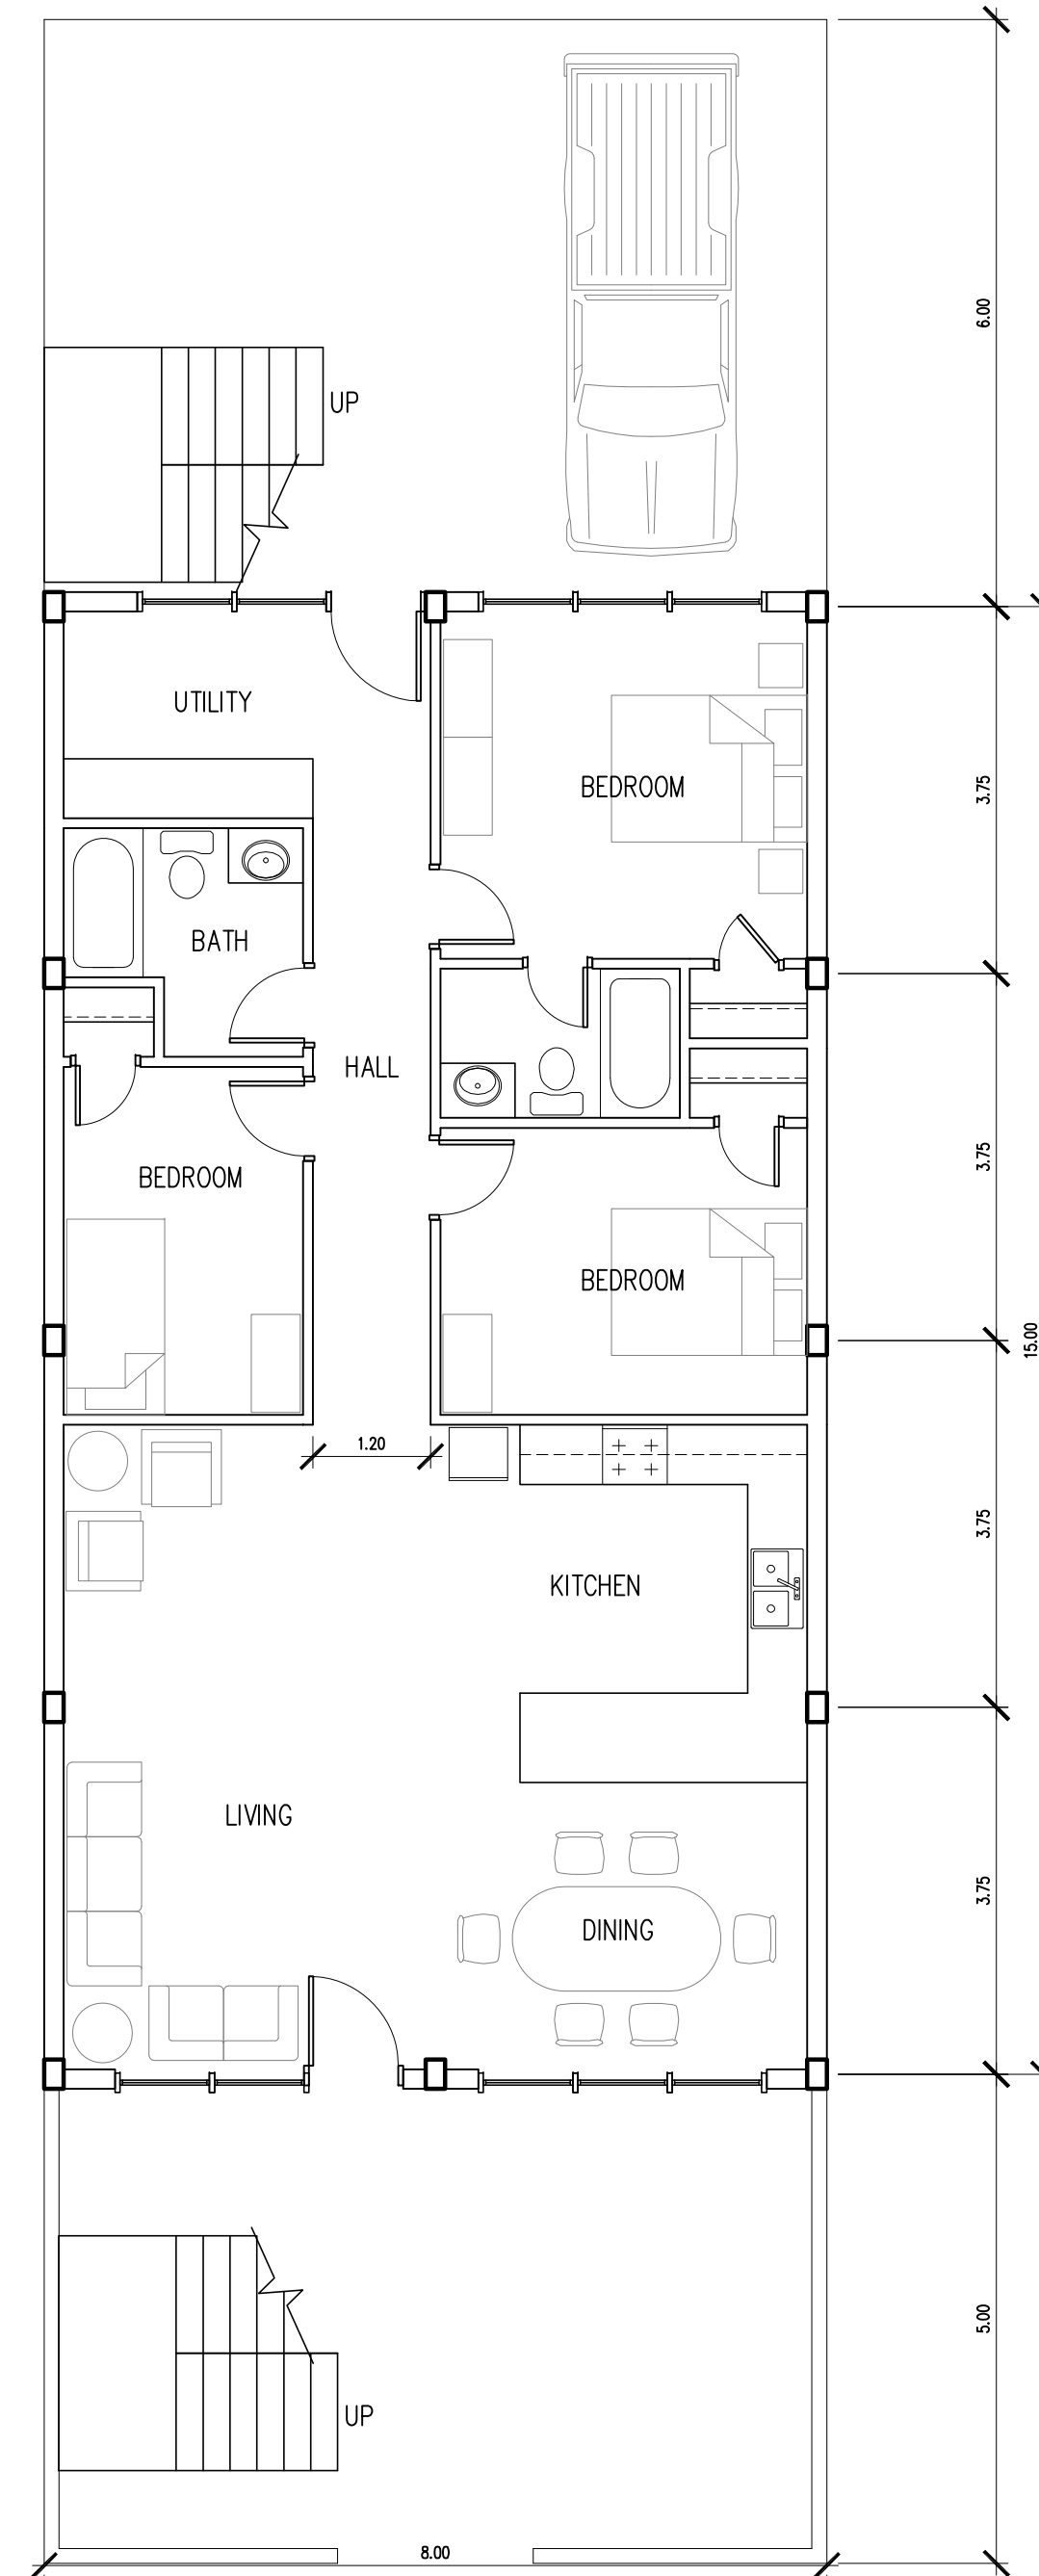 6.00
UP
UTILITY
BEDROOM
3.75
BATH
HALL
3.75
BEDROOM
BEDROOM
15.00
1.20
3.75
KITCHEN
LIVING
3.75
DINING
5.00
UP
8.00